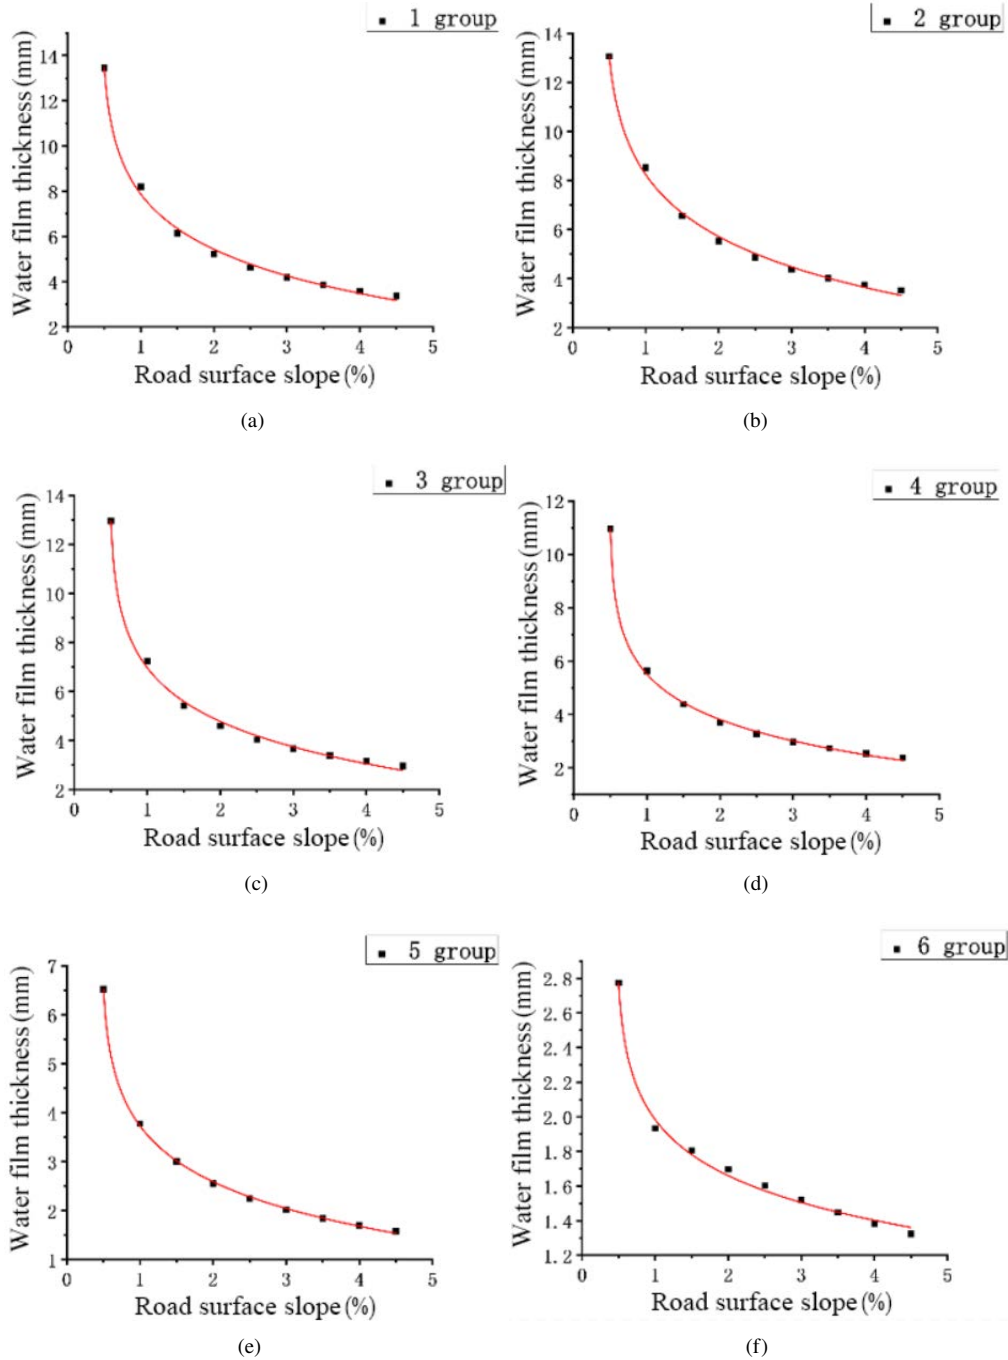 1 group
Water film thickness (mm)
14
12
10
8
6
4
2
0 1 2 3 4 5
Road surface slope (%)
(a)
2 group
Water film thickness (mm)
14
12
10
8
6
4
2
0 1 2 3 4 5
Road surface slope (%)
(b)
3 group
Water film thickness (mm)
14
12
10
8
6
4
2
0 1 2 3 4 5
Road surface slope (%)
(c)
4 group
Water film thickness (mm)
12
10
8
6
4
2
0 1 2 3 4 5
Road surface slope (%)
(d)
5 group
Water film thickness (mm)
7
6
5
4
3
2
1
0 1 2 3 4 5
Road surface slope (%)
(e)
6 group
Water film thickness (mm)
2.8
2.6
2.4
2.2
2.0
1.8
1.6
1.4
1.2
0 1 2 3 4 5
Road surface slope (%)
(f)